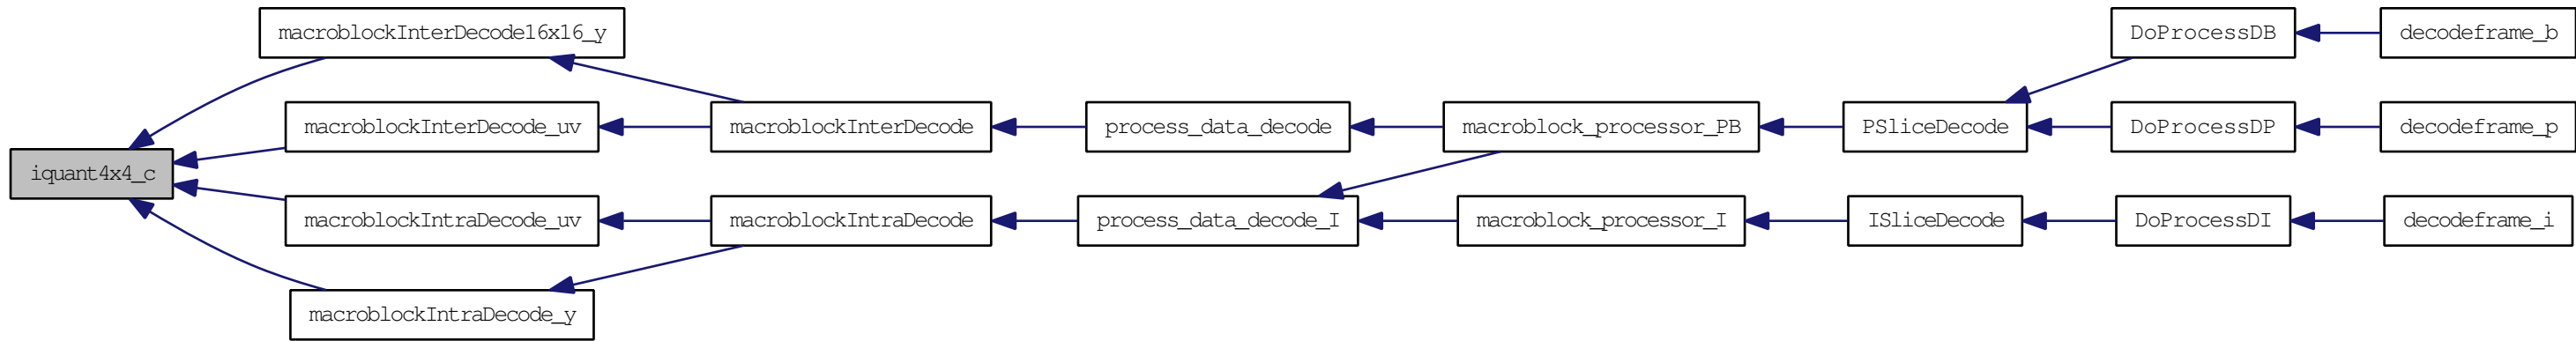 macroblockInterDecode16x16_y
DoProcessDB
decodeframe_b
macroblockInterDecode_uv
macroblockInterDecode
process_data_decode
macroblock_processor_PB
PSliceDecode
DoProcessDP
decodeframe_p
iquant4x4_c
macroblockIntraDecode_uv
macroblockIntraDecode
process_data_decode_I
macroblock_processor_I
ISliceDecode
DoProcessDI
decodeframe_i
macroblockIntraDecode_y